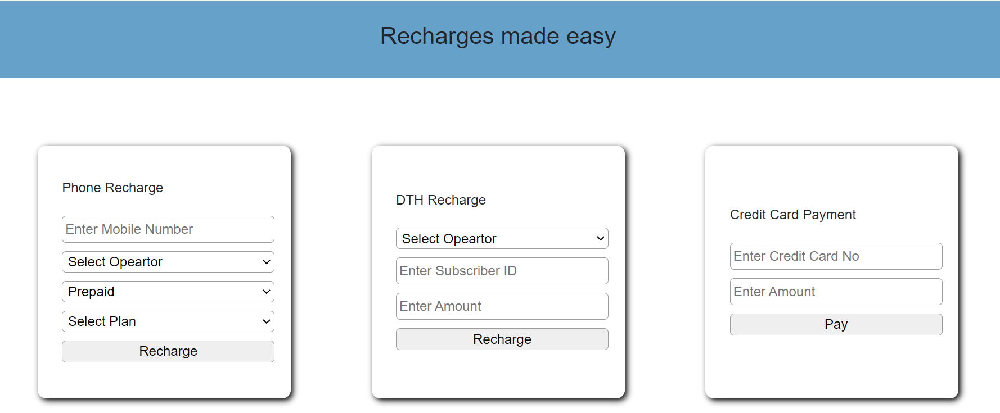 Recharges made easy
Phone Recharge
Enter Mobile Number
Select Opeartor
Prepaid
Select Plan
Recharge
DTH Recharge
Select Opeartor
Enter Subscriber ID
Enter Amount
Recharge
Credit Card Payment
Enter Credit Card No
Enter Amount
Pay